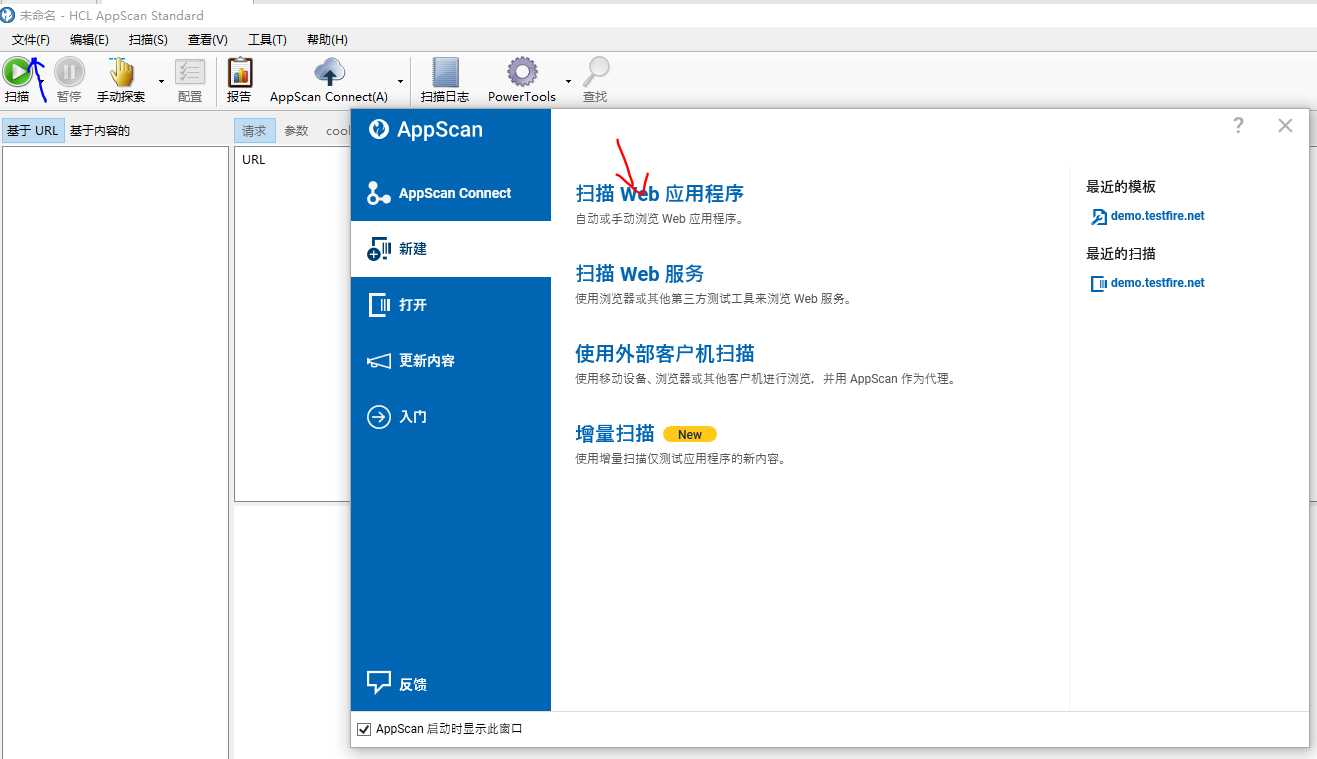 未命名 - HCL AppScan Standard
文件(F) 编辑(E) 扫描(S) 查看(V) 工具(T) 帮助(H)
扫描 暂停 手动探索 配置 报告 AppScan Connect(A) 扫描日志 PowerTools 查找
基于 URL 基于内容的 请求 参数 cool
URL
AppScan
AppScan Connect
新建
打开
更新内容
入门
反馈
扫描 Web 应用程序
自动或手动浏览 Web 应用程序。
扫描 Web 服务
使用浏览器或其他第三方测试工具来浏览 Web 服务。
使用外部客户机扫描
使用移动设备、浏览器或其他客户机进行浏览，并用 AppScan 作为代理。
增量扫描 New
使用增量扫描仅测试应用程序的新内容。
?
最近的模板
demo.testfire.net
最近的扫描
demo.testfire.net
AppScan 启动时显示此窗口